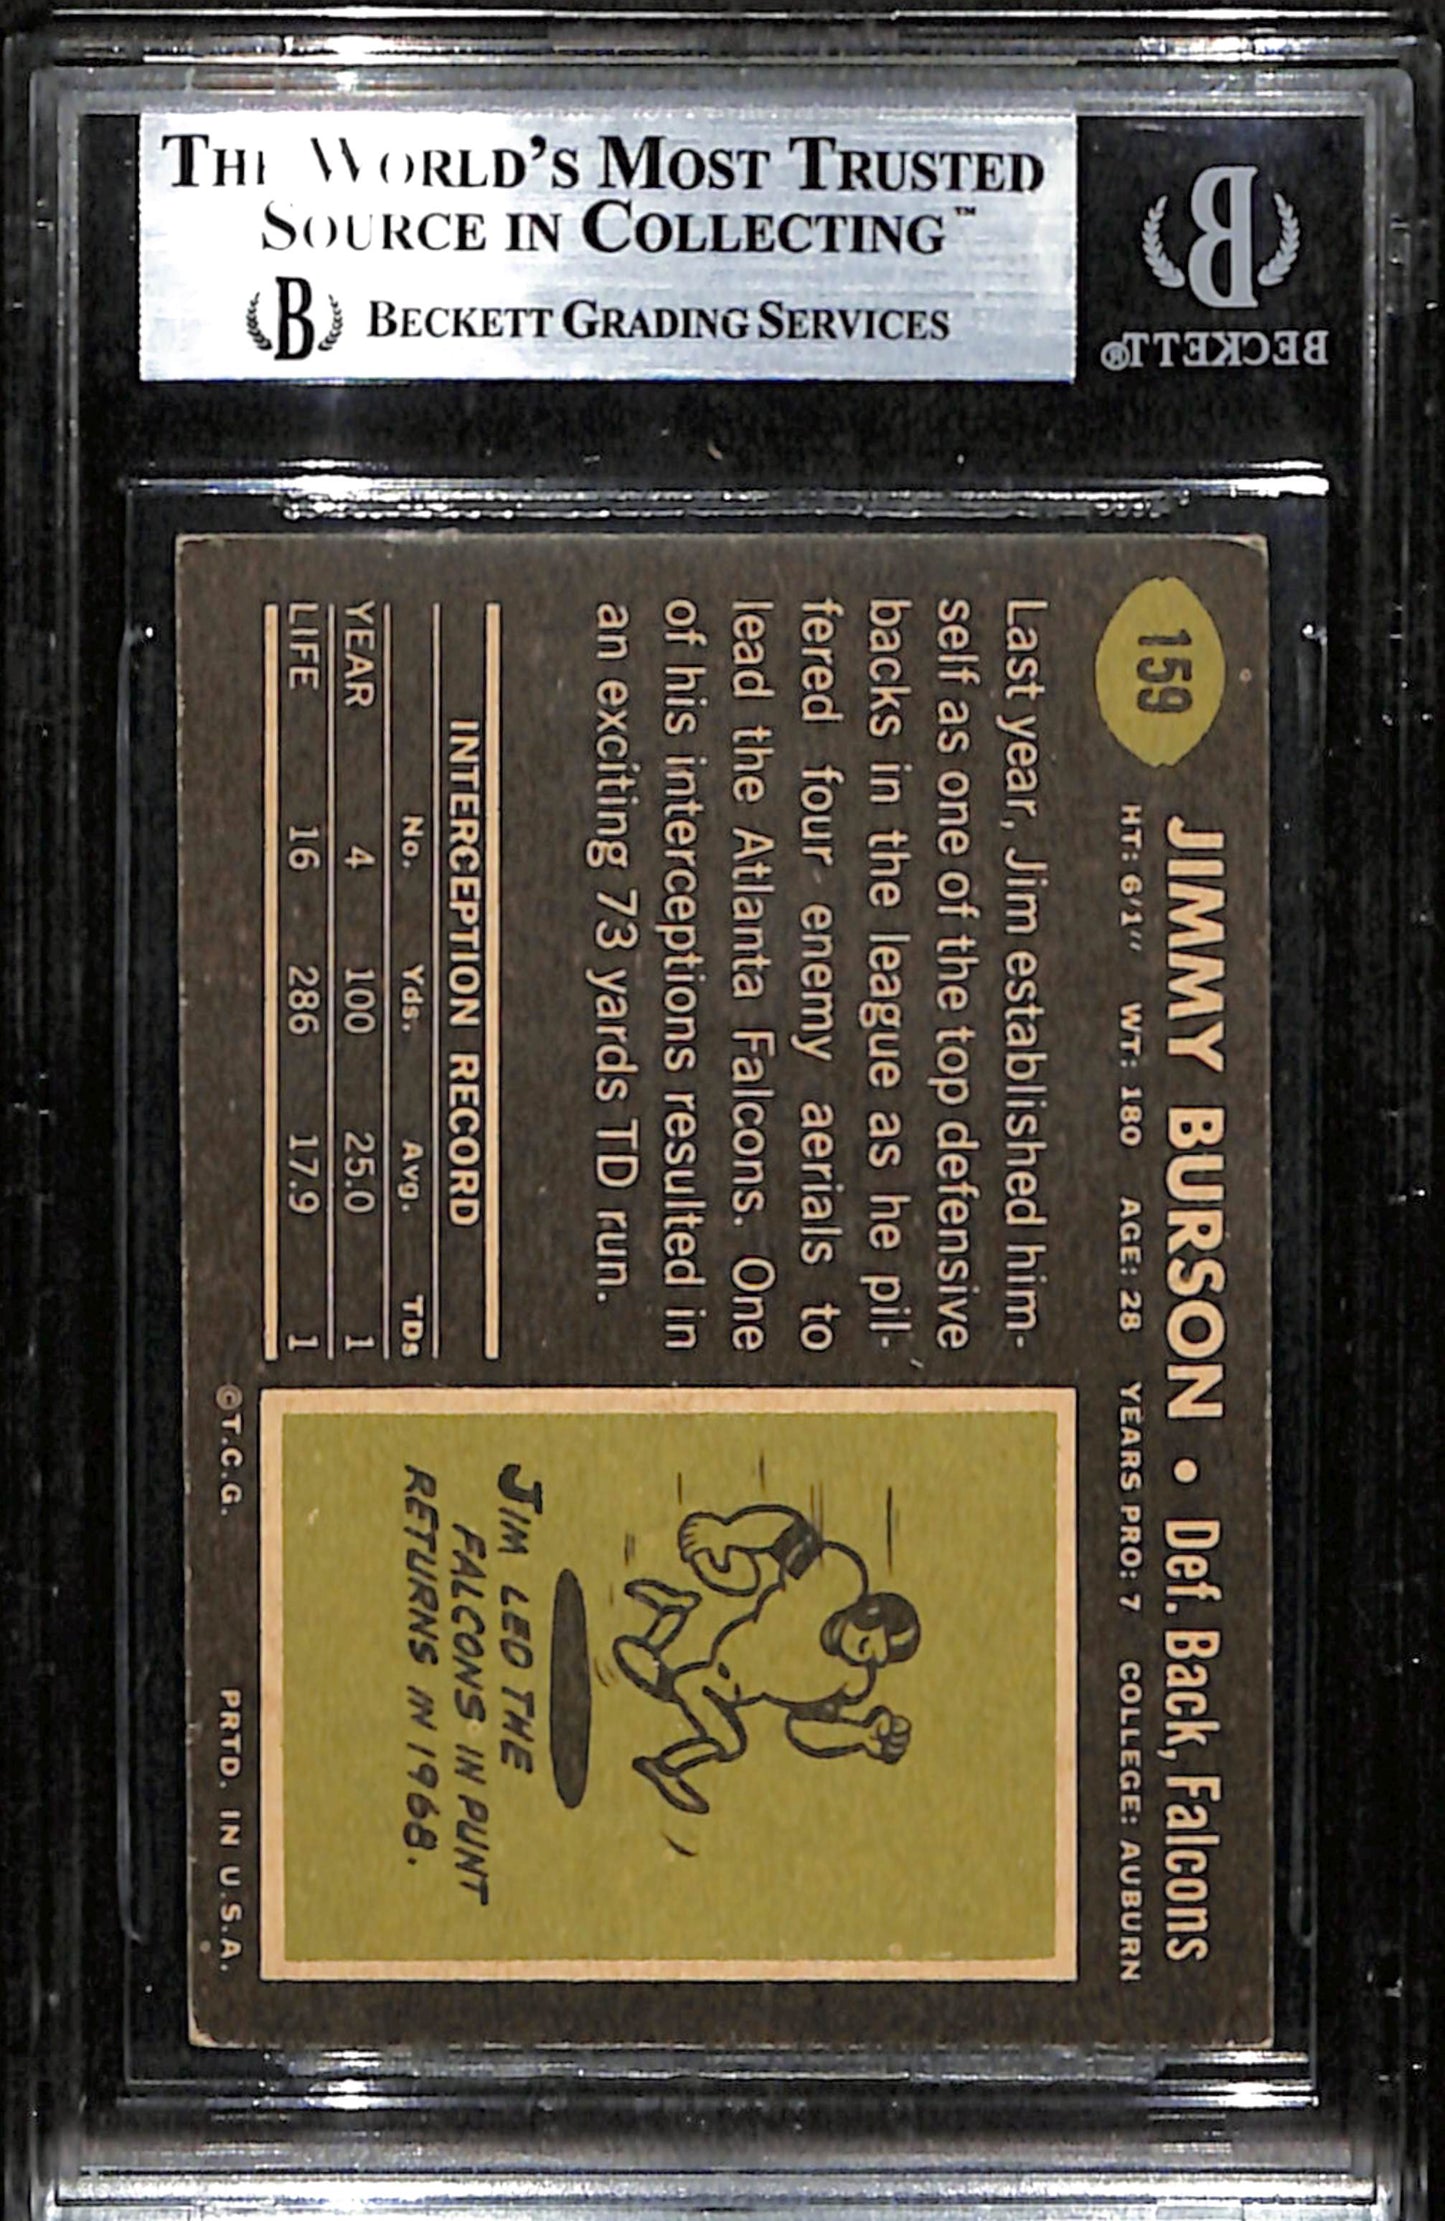 THE WORLD'S MOST TRUSTED
SOURCE IN COLLECTING™
B BECKETT GRADING SERVICES
B
BECKETT®
159
JIMMY BURSON • Def. Back, Falcons
HT: 6'1" WT: 180 AGE: 28 YEARS PRO: 7 COLLEGE: AUBURN
Last year, Jim established him-
self as one of the top defensive
backs in the league as he pil-
fered four enemy aerials to
lead the Atlanta Falcons. One
of his interceptions resulted in
an exciting 73 yards TD run.
INTERCEPTION RECORD
No. Yds. Avg. TDs
YEAR 4 100 25.0 1
LIFE 16 286 17.9 1
JIM LED THE
FALCONS IN PUNT
RETURNS IN 1968.
©T.C.G. PRTD. IN U.S.A.